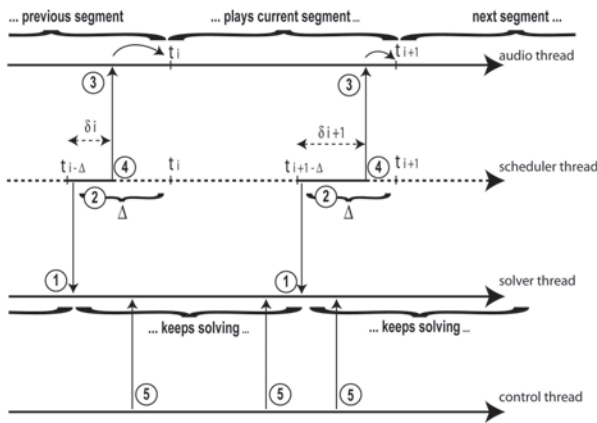 ... previous segment
... plays current segment ...
next segment ...
t i
t i+1
audio thread
3
3
δi
δi+1
t i-Δ
4
t i
t i+1-Δ
4
t i+1
scheduler thread
2
Δ
2
Δ
1
1
solver thread
... keeps solving ...
... keeps solving ...
5
5
5
control thread